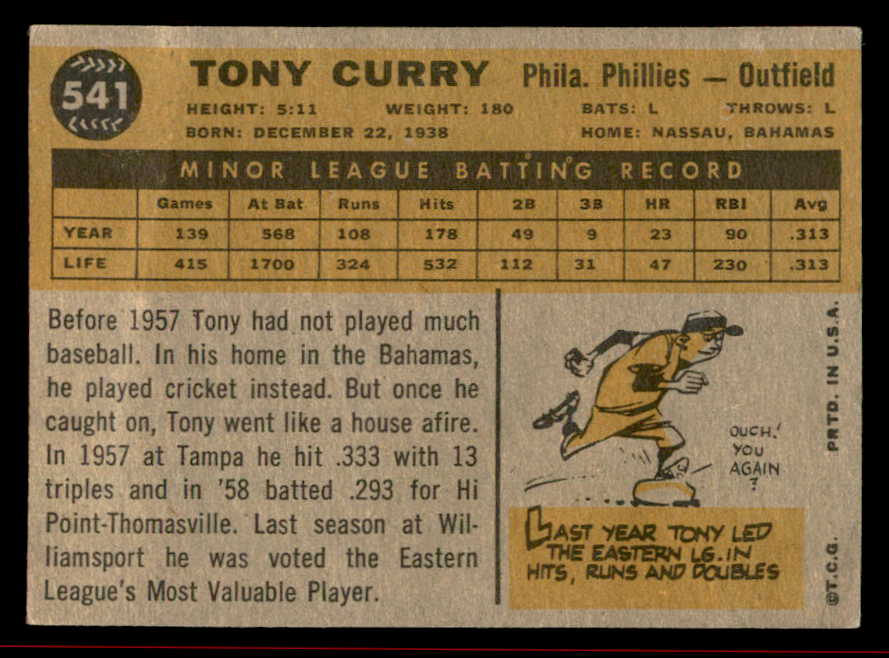 541
TONY CURRY Phila. Phillies — Outfield
HEIGHT: 5:11 WEIGHT: 180 BATS: L THROWS: L
BORN: DECEMBER 22, 1938 HOME: NASSAU, BAHAMAS
MINOR LEAGUE BATTING RECORD
Games At Bat Runs Hits 2B 3B HR RBI Avg
YEAR 139 568 108 178 49 9 23 90 .313
LIFE 415 1700 324 532 112 31 47 230 .313
Before 1957 Tony had not played much
baseball. In his home in the Bahamas,
he played cricket instead. But once he
caught on, Tony went like a house afire.
In 1957 at Tampa he hit .333 with 13
triples and in '58 batted .293 for Hi
Point-Thomasville. Last season at Wil-
liamsport he was voted the Eastern
League's Most Valuable Player.
OUCH!
YOU
AGAIN
?
LAST YEAR TONY LED
THE EASTERN LG. IN
HITS, RUNS AND DOUBLES
PRTD. IN U.S.A.
©T.C.G.